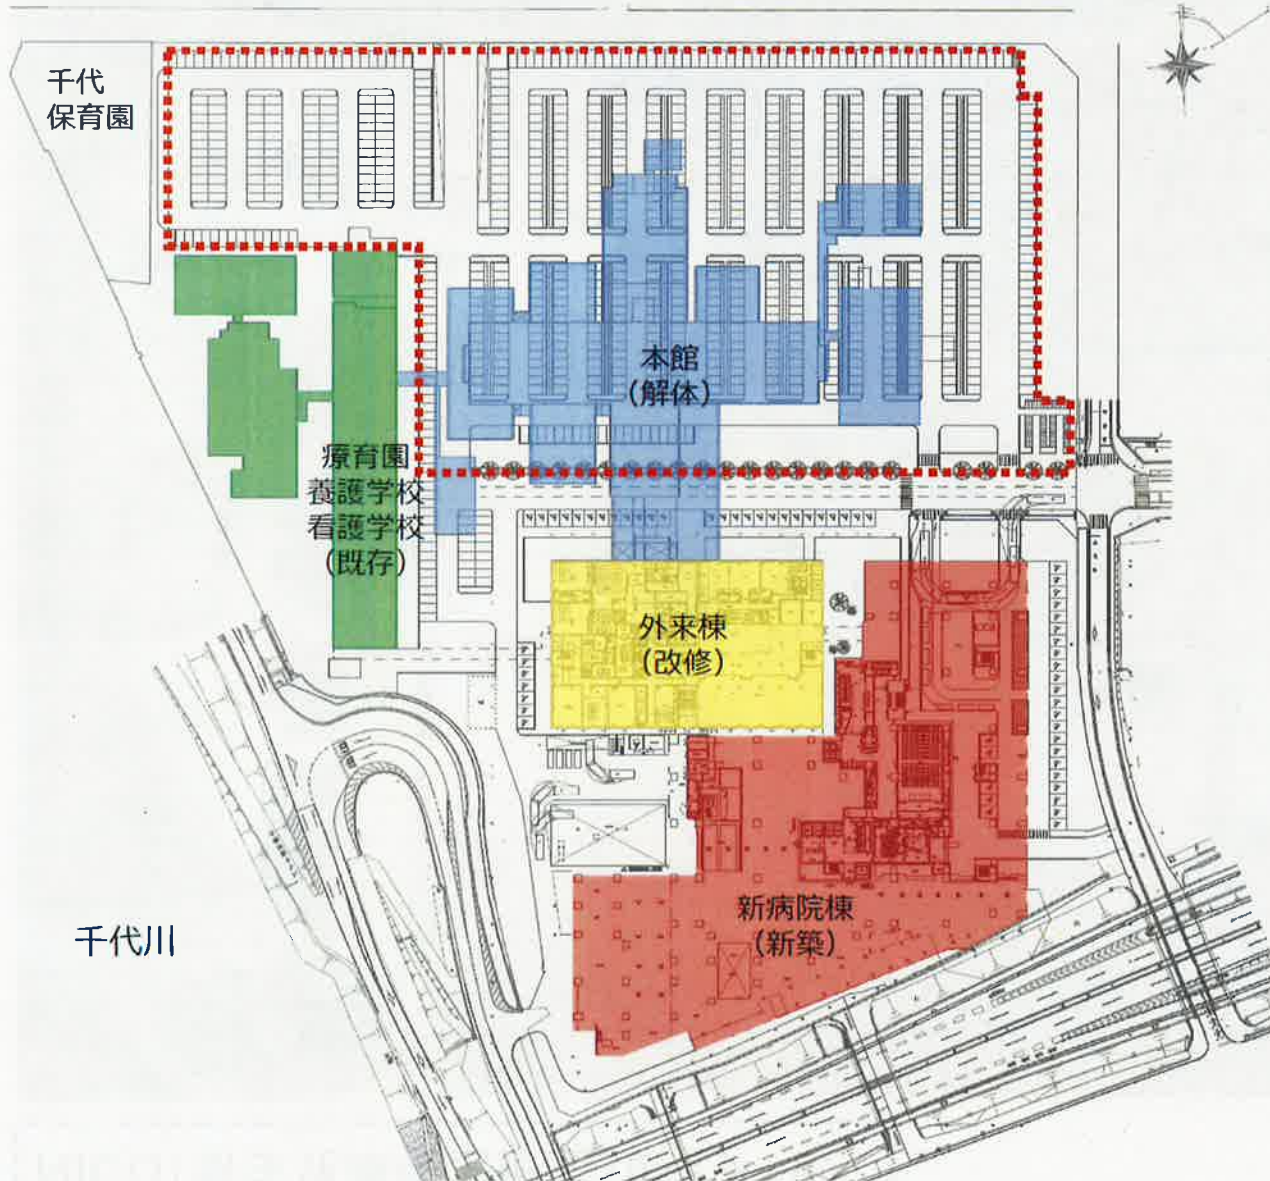 千代
保育園
本館
（解体）
療育園
養護学校
看護学校
（既存）
外来棟
（改修）
新病院棟
（新築）
千代川